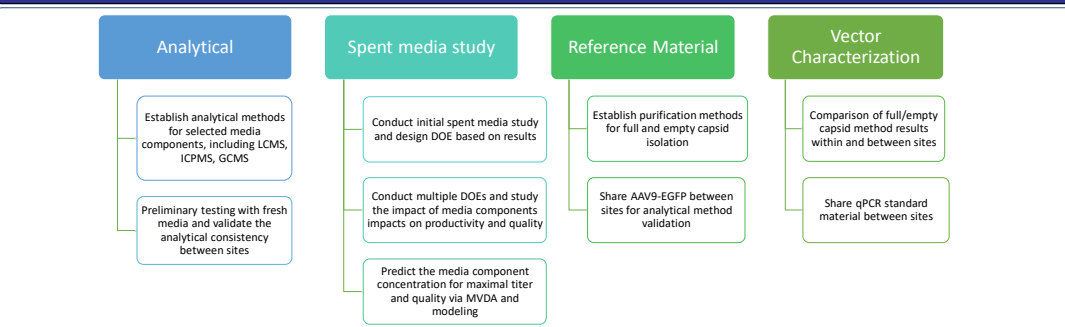 Analytical
Establish analytical methods
for selected media
components, including LCMS,
ICPMS, GCMS
Preliminary testing with fresh
media and validate the
analytical consistency
between sites
Spent media study
Conduct initial spent media study
and design DOE based on results
Conduct multiple DOEs and study
the impact of media components
impacts on productivity and quality
Predict the media component
concentration for maximal titer
and quality via MVDA and
modeling
Reference Material
Establish purification methods
for full and empty capsid
isolation
Share AAV9-EGFP between
sites for analytical method
validation
Vector
Characterization
Comparison of full/empty
capsid method results
within and between sites
Share qPCR standard
material between sites